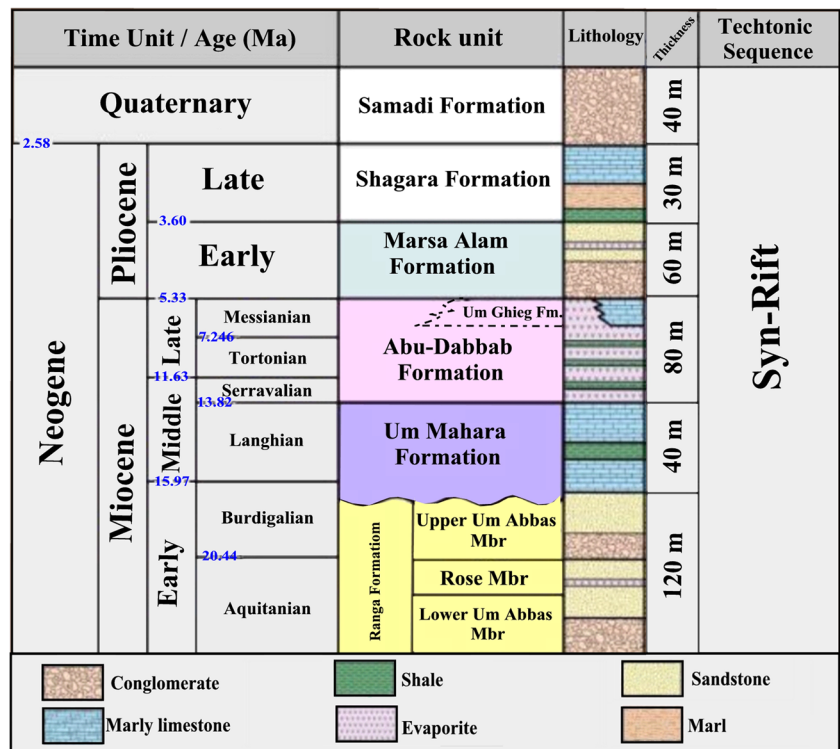 Time Unit / Age (Ma)
Rock unit
Lithology
Thickness
Techtonic
Sequence
Quaternary
Samadi Formation
40 m
2.58
Neogene
Pliocene
Late
Shagara Formation
30 m
3.60
Early
Marsa Alam
Formation
60 m
5.33
Miocene
Late
Messianian
Um Ghieg Fm.
7.246
Tortonian
Abu-Dabbab
Formation
80 m
11.63
Middle
Serravalian
13.82
Langhian
Um Mahara
Formation
40 m
15.97
Early
Burdigalian
Ranga Formatiom
Upper Um Abbas
Mbr
20.44
Rose Mbr
120 m
Aquitanian
Lower Um Abbas
Mbr
Syn-Rift
Conglomerate
Shale
Sandstone
Marly limestone
Evaporite
Marl